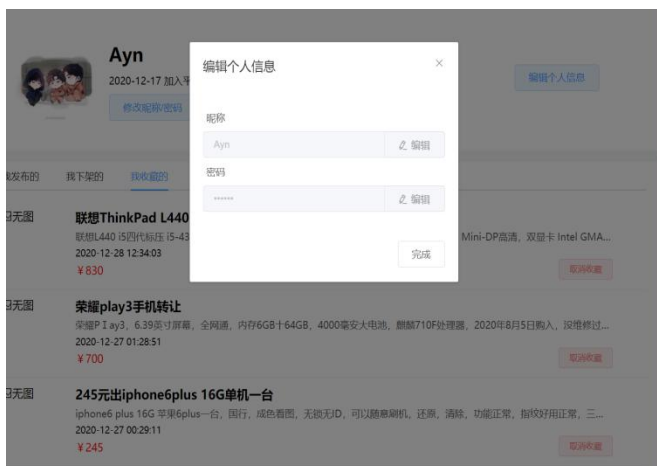 Ayn
2020-12-17 加入平
修改昵称/密码
编辑个人信息
编辑个人信息
昵称
Ayn
编辑
密码
······
编辑
完成
我发布的 我下架的 我收藏的
无图
联想ThinkPad L440
联想L440 i5四代标压 i5-43
Mini-DP高清，双显卡 Intel GMA...
2020-12-28 12:34:03
¥830
取消收藏
无图
荣耀play3手机转让
荣耀P I ay3，6.39英寸屏幕，全网通，内存6GB十64GB，4000毫安大电池、麒麟710F处理器，2020年8月5日购入，没维修过...
2020-12-27 01:28:51
¥700
取消收藏
无图
245元出iphone6plus 16G单机一台
iphone6 plus 16G 苹果6plus一台，国行，成色看图，无锁无ID，可以随意刷机，还原，清除，功能正常，指纹好用正常，三...
2020-12-27 00:29:11
¥245
取消收藏